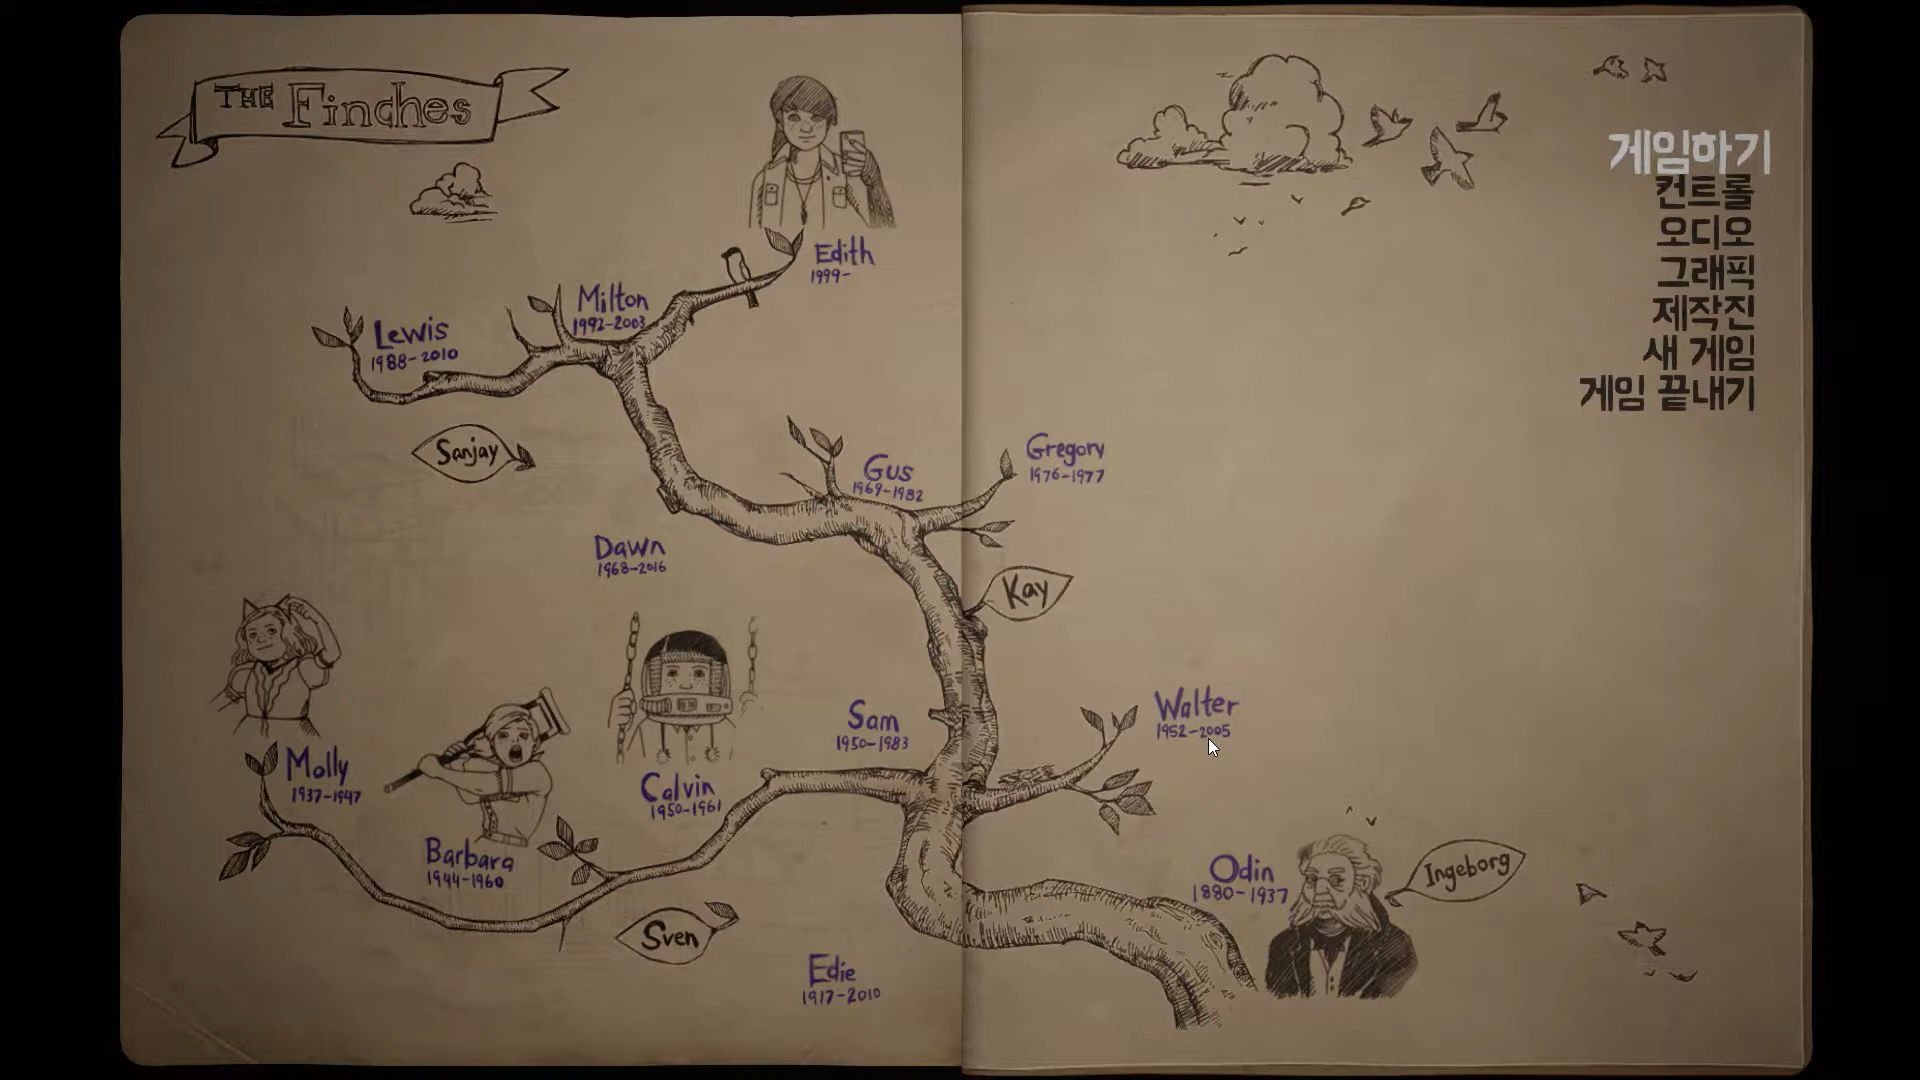 THE Finches
Edith
1999-
Milton
1992-2003
Lewis
1988-2010
Sanjay
Gus
1969-1982
Gregory
1976-1977
Dawn
1968-2016
Kay
Sam
1950-1983
Walter
1952-2005
Molly
1937-1947
Calvin
1950-1961
Barbara
1944-1960
Odin
1880-1937
Ingeborg
Sven
Edie
1917-2010
게임하기
컨트롤
오디오
그래픽
제작진
새 게임
게임 끝내기